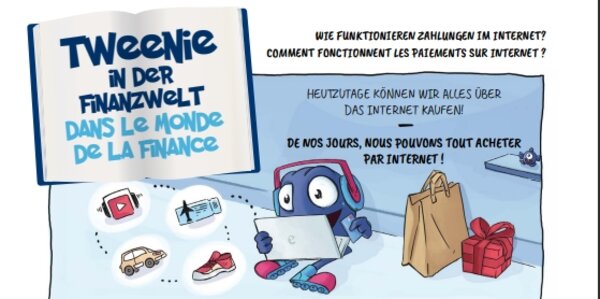 TWEENIE
IN DER
FINANZWELT
DANS LE MONDE
DE LA FINANCE
WIE FUNKTIONIEREN ZAHLUNGEN IM INTERNET?
COMMENT FONCTIONNENT LES PAIEMENTS SUR INTERNET ?
HEUTZUTAGE KÖNNEN WIR ALLES ÜBER
DAS INTERNET KAUFEN!
DE NOS JOURS, NOUS POUVONS TOUT ACHETER
PAR INTERNET !